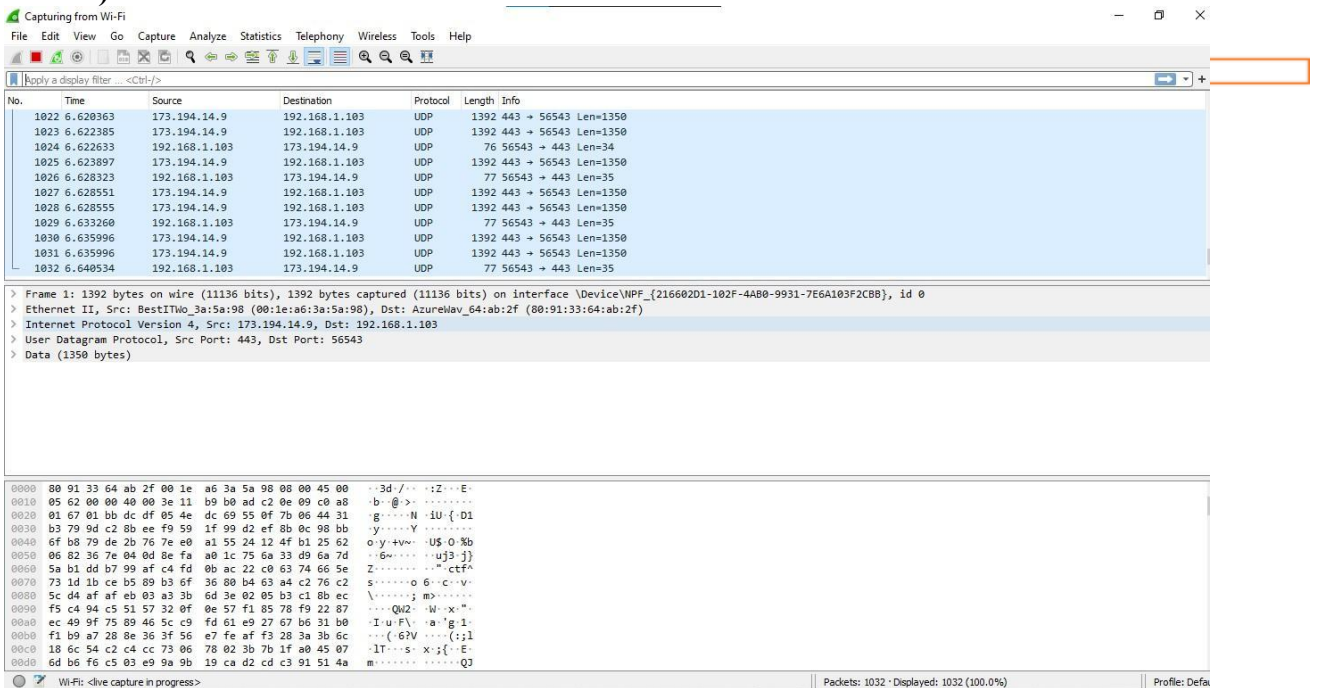 Capturing from Wi-Fi
File Edit View Go Capture Analyze Statistics Telephony Wireless Tools Help
Apply a display filter ... <Ctrl-/>
No. Time Source Destination Protocol Length Info
1022 6.620363 173.194.14.9 192.168.1.103 UDP 1392 443 → 56543 Len=1350
1023 6.622385 173.194.14.9 192.168.1.103 UDP 1392 443 → 56543 Len=1350
1024 6.622633 192.168.1.103 173.194.14.9 UDP 76 56543 → 443 Len=34
1025 6.623897 173.194.14.9 192.168.1.103 UDP 1392 443 → 56543 Len=1350
1026 6.628323 192.168.1.103 173.194.14.9 UDP 77 56543 → 443 Len=35
1027 6.628551 173.194.14.9 192.168.1.103 UDP 1392 443 → 56543 Len=1350
1028 6.628555 173.194.14.9 192.168.1.103 UDP 1392 443 → 56543 Len=1350
1029 6.633260 192.168.1.103 173.194.14.9 UDP 77 56543 → 443 Len=35
1030 6.635996 173.194.14.9 192.168.1.103 UDP 1392 443 → 56543 Len=1350
1031 6.635996 173.194.14.9 192.168.1.103 UDP 1392 443 → 56543 Len=1350
1032 6.640534 192.168.1.103 173.194.14.9 UDP 77 56543 → 443 Len=35
> Frame 1: 1392 bytes on wire (11136 bits), 1392 bytes captured (11136 bits) on interface \Device\NPF_{216602D1-102F-4AB0-9931-7E6A103F2CBB}, id 0
> Ethernet II, Src: BestITWo_3a:5a:98 (00:1e:a6:3a:5a:98), Dst: AzureWav_64:ab:2f (80:91:33:64:ab:2f)
> Internet Protocol Version 4, Src: 173.194.14.9, Dst: 192.168.1.103
> User Datagram Protocol, Src Port: 443, Dst Port: 56543
> Data (1350 bytes)
0000 80 91 33 64 ab 2f 00 1e a6 3a 5a 98 08 00 45 00 ··3d·/·· ·:Z···E·
0010 05 62 00 00 40 00 3e 11 b9 b0 ad c2 0e 09 c0 a8 ·b··@·>· ········
0020 01 67 01 bb dc df 05 4e dc 69 55 0f 7b 06 44 31 ·g·····N ·iU·{·D1
0030 b3 79 9d c2 8b ee f9 59 1f 99 d2 ef 8b 0c 98 bb ·y·····Y ········
0040 6f b8 79 de 2b 76 7e e0 a1 55 24 12 4f b1 25 62 o·y·+v~· ·U$·O·%b
0050 06 82 36 7e 04 0d 8e fa a0 1c 75 6a 33 d9 6a 7d ··6~···· ··uj3·j}
0060 5a b1 dd b7 99 af c4 fd 0b ac 22 c0 63 74 66 5e Z······· ··"·ctf^
0070 73 1d 1b ce b5 89 b3 6f 36 80 b4 63 a4 c2 76 c2 s······o 6··c··v·
0080 5c d4 af af eb 03 a3 3b 6d 3e 02 05 b3 c1 8b ec \······; m>······
0090 f5 c4 94 c5 51 57 32 0f 0e 57 f1 85 78 f9 22 87 ····QW2· ·W··x·"·
00a0 ec 49 9f 75 89 46 5c c9 fd 61 e9 27 67 b6 31 b0 ·I·u·F\· ·a·'g·1·
00b0 f1 b9 a7 28 8e 36 3f 56 e7 fe af f3 28 3a 3b 6c ···(·6?V ····(:;l
00c0 18 6c 54 c2 c4 cc 73 06 78 02 3b 7b 1f a0 45 07 ·lT···s· x·;{··E·
00d0 6d b6 f6 c5 03 e9 9a 9b 19 ca d2 cd c3 91 51 4a m······· ······QJ
Wi-Fi: <live capture in progress> Packets: 1032 · Displayed: 1032 (100.0%) Profile: Defau